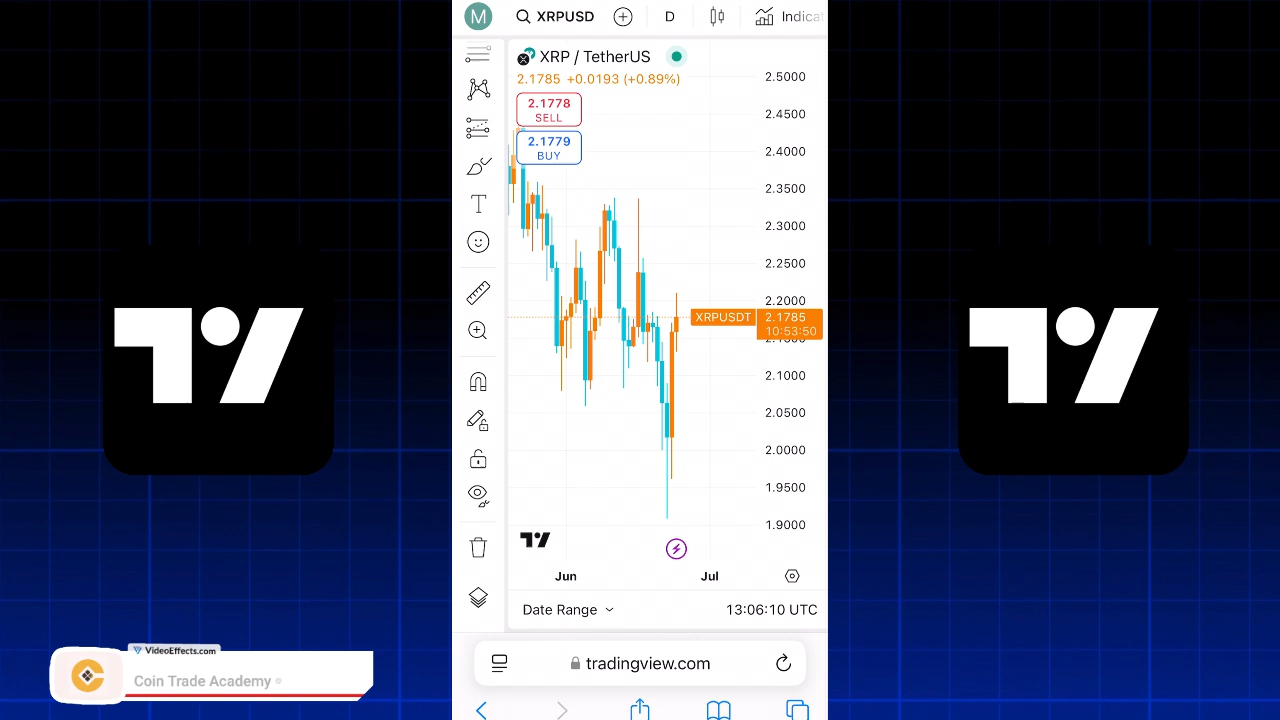 M XRPUSD D Indicat
XRP / TetherUS
2.1785 +0.0193 (+0.89%)
2.1778
SELL
2.1779
BUY
T
2.5000
2.4500
2.4000
2.3500
2.3000
2.2500
2.2000
XRPUSDT 2.1785
10:53:50
2.1000
2.0500
2.0000
1.9500
1.9000
Jun Jul
Date Range 13:06:10 UTC
tradingview.com
VideoEffects.com
Coin Trade Academy